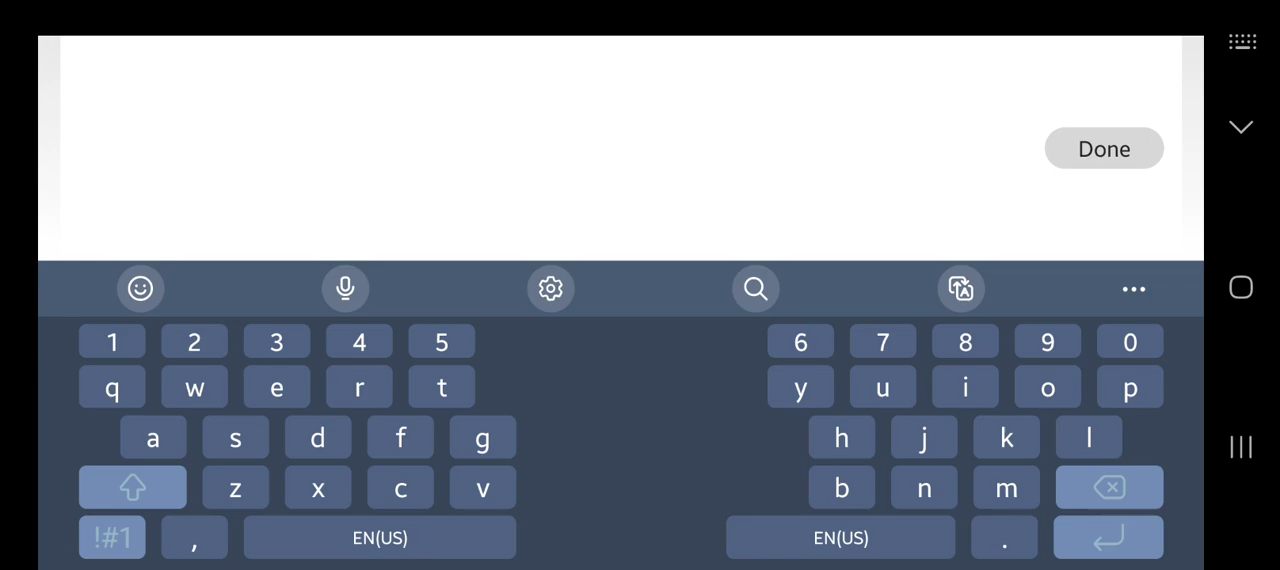 Done
1 2 3 4 5 6 7 8 9 0
q w e r t y u i o p
a s d f g h j k l
z x c v b n m
!#1 , EN(US) EN(US) .